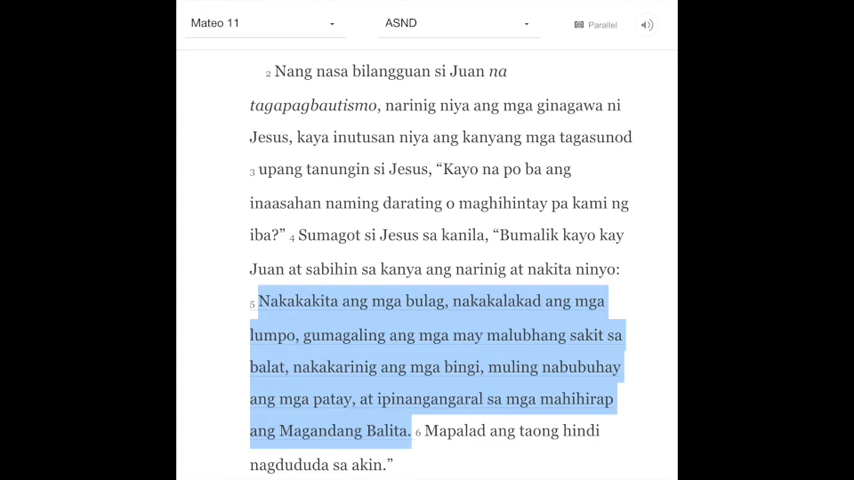 Mateo 11
ASND
Parallel
2 Nang nasa bilangguan si Juan na
tagapagbautismo, narinig niya ang mga ginagawa ni
Jesus, kaya inutusan niya ang kanyang mga tagasunod
3 upang tanungin si Jesus, “Kayo na po ba ang
inaasahan naming darating o maghihintay pa kami ng
iba?” 4 Sumagot si Jesus sa kanila, “Bumalik kayo kay
Juan at sabihin sa kanya ang narinig at nakita ninyo:
5 Nakakakita ang mga bulag, nakakalakad ang mga
lumpo, gumagaling ang mga may malubhang sakit sa
balat, nakakarinig ang mga bingi, muling nabubuhay
ang mga patay, at ipinangangaral sa mga mahihirap
ang Magandang Balita. 6 Mapalad ang taong hindi
nagdududa sa akin.”